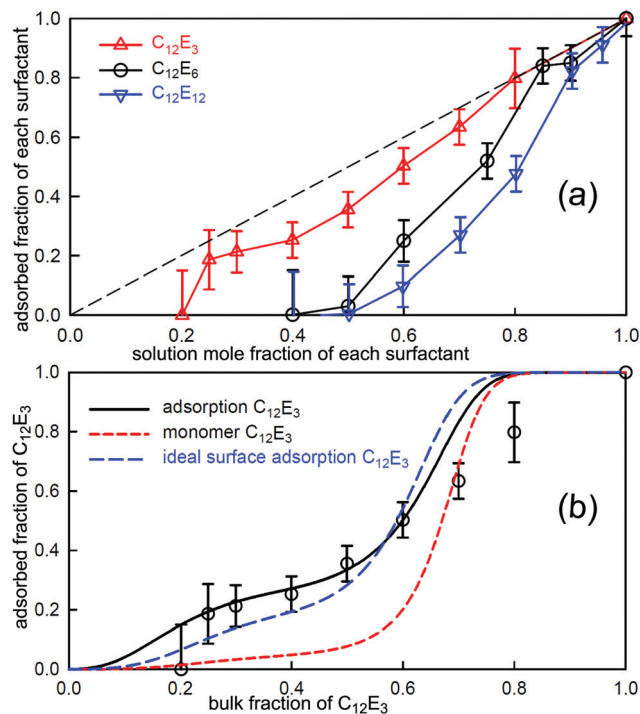 1.0
C₁₂E₃
C₁₂E₆
C₁₂E₁₂
0.8
0.6
0.4
0.2
0.0
adsorbed fraction of each surfactant
(a)
0.0 0.2 0.4 0.6 0.8 1.0
solution mole fraction of each surfactant
1.0
adsorption C₁₂E₃
monomer C₁₂E₃
ideal surface adsorption C₁₂E₃
0.8
0.6
0.4
0.2
0.0
adsorbed fraction of C₁₂E₃
(b)
0.0 0.2 0.4 0.6 0.8 1.0
bulk fraction of C₁₂E₃